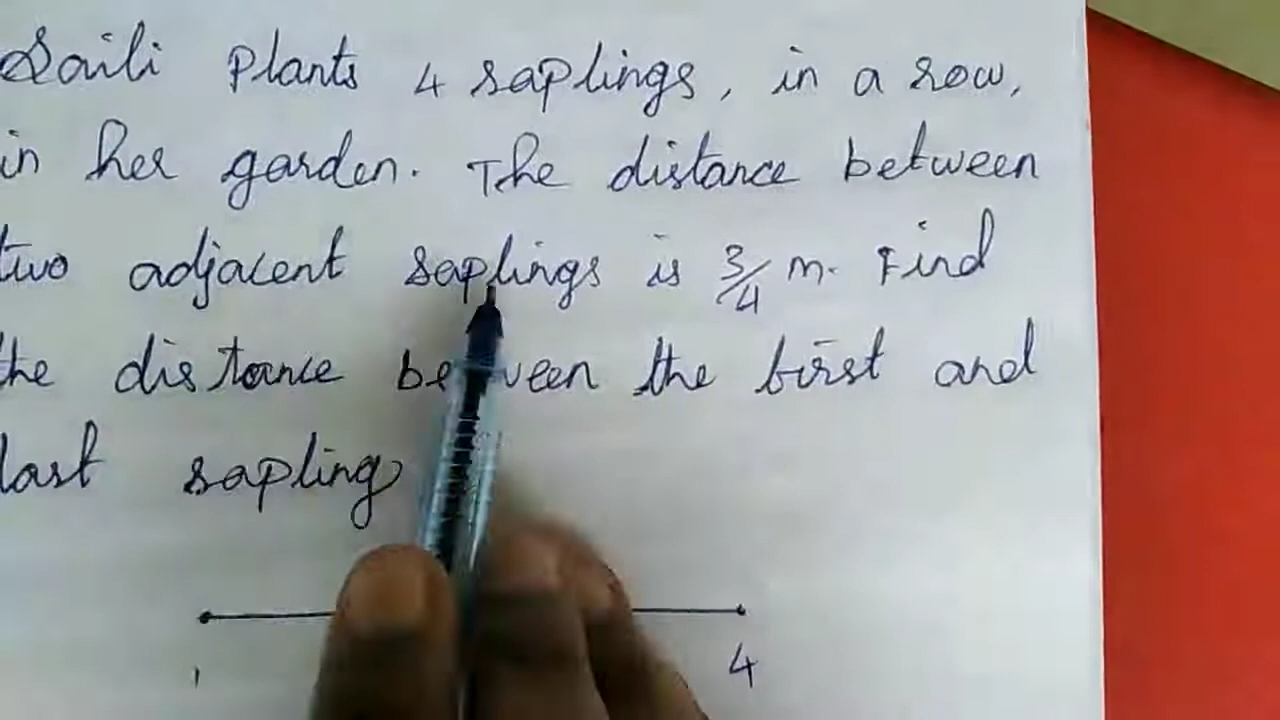 Saili Plants 4 saplings, in a row,
in her garden. The distance between
two adjacent saplings is 3/4 m. Find
the distance between the first and
last sapling
1 4